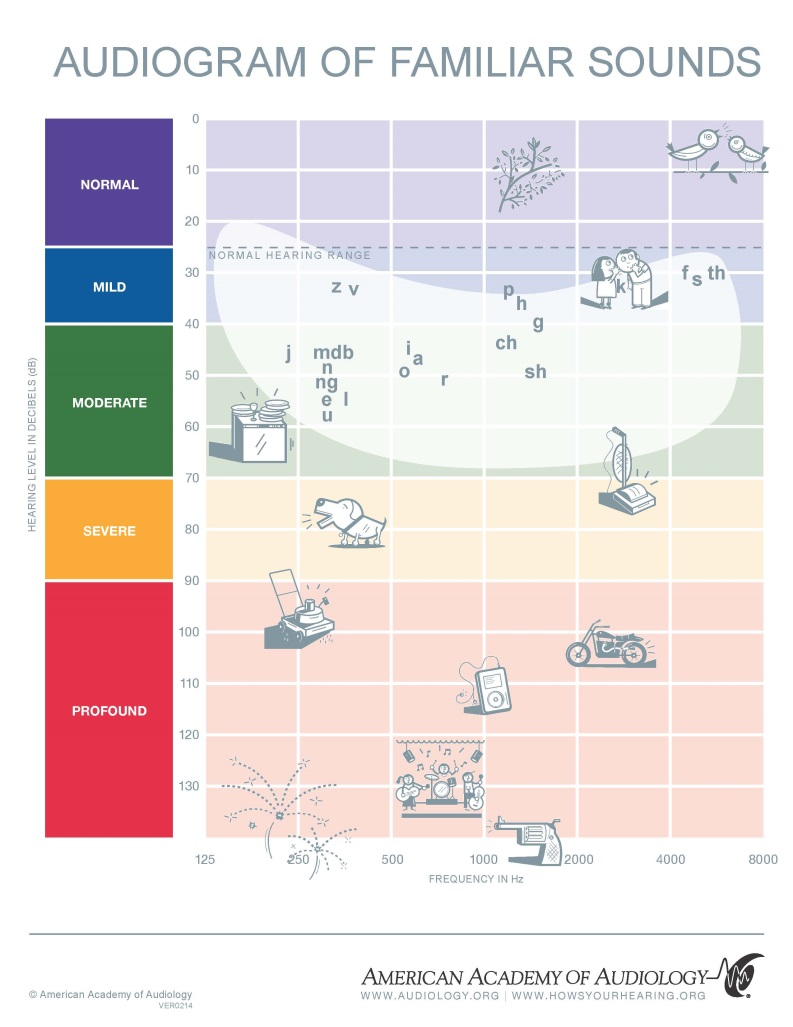 AUDIOGRAM OF FAMILIAR SOUNDS
HEARING LEVEL IN DECIBELS (dB)
NORMAL
MILD
MODERATE
SEVERE
PROFOUND
0
10
20
30
40
50
60
70
80
90
100
110
120
130
NORMAL HEARING RANGE
z v
p
h
g
k
f s th
j
mdb
n
ng
e l
u
i
a
o
r
ch
sh
125
250
500
1000
2000
4000
8000
FREQUENCY IN Hz
© American Academy of Audiology
VER0214
AMERICAN ACADEMY OF AUDIOLOGY
WWW.AUDIOLOGY.ORG | WWW.HOWSYOURHEARING.ORG